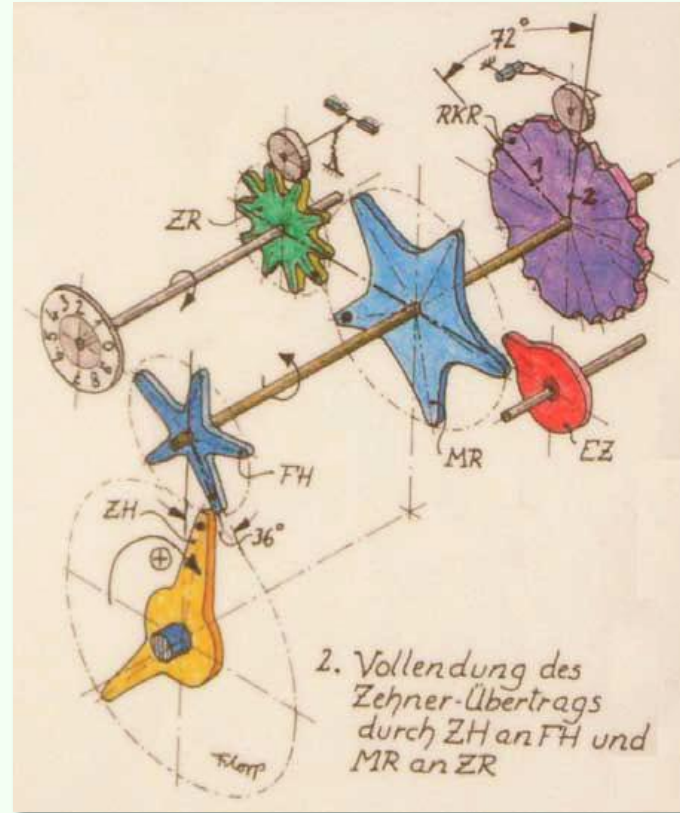 72°
RKR
1
2
ZR
MR
EZ
FH
ZH
36°
2. Vollendung des
Zehner-Übertrags
durch ZH an FH und
MR an ZR